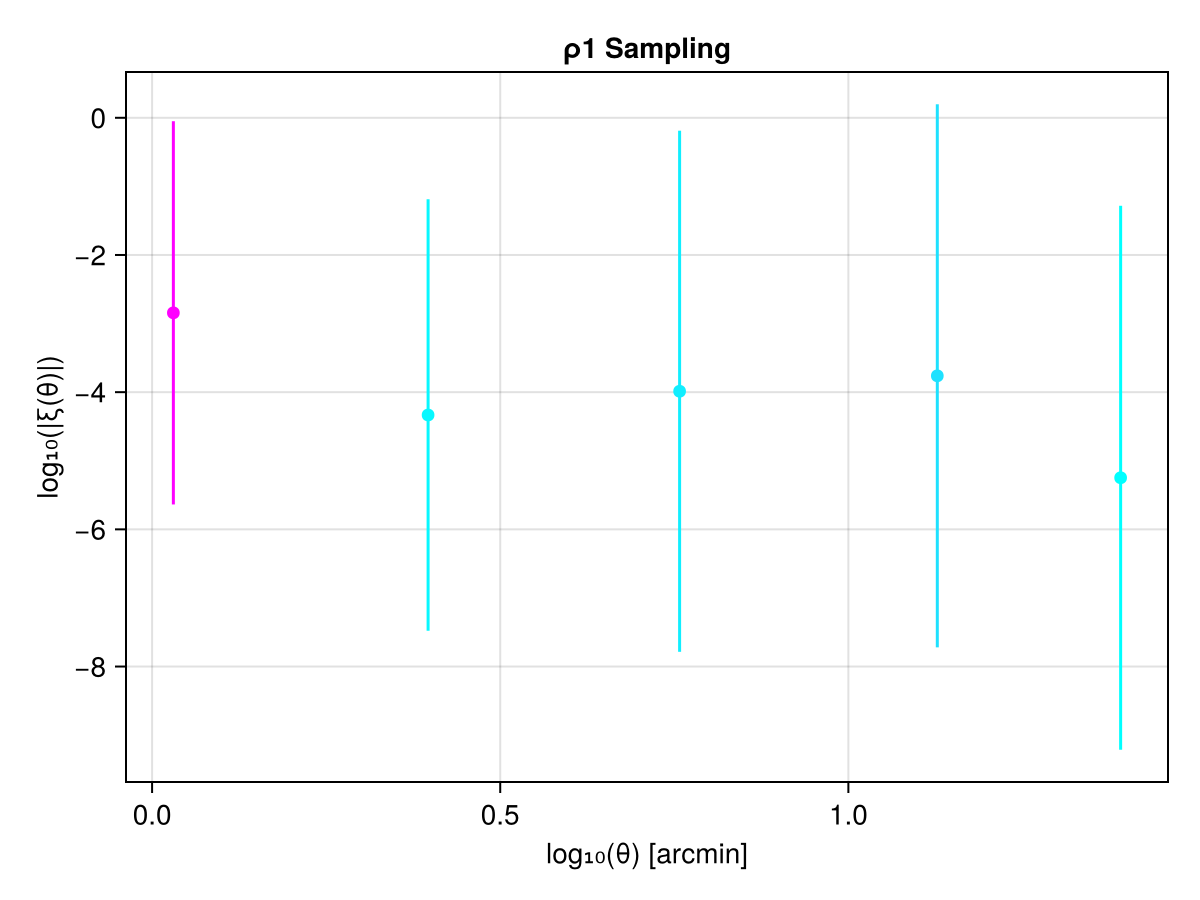 ρ1 Sampling
0
−2
−4
−6
−8
log₁₀(|ξ(θ)|)
0.0
0.5
1.0
log₁₀(θ) [arcmin]